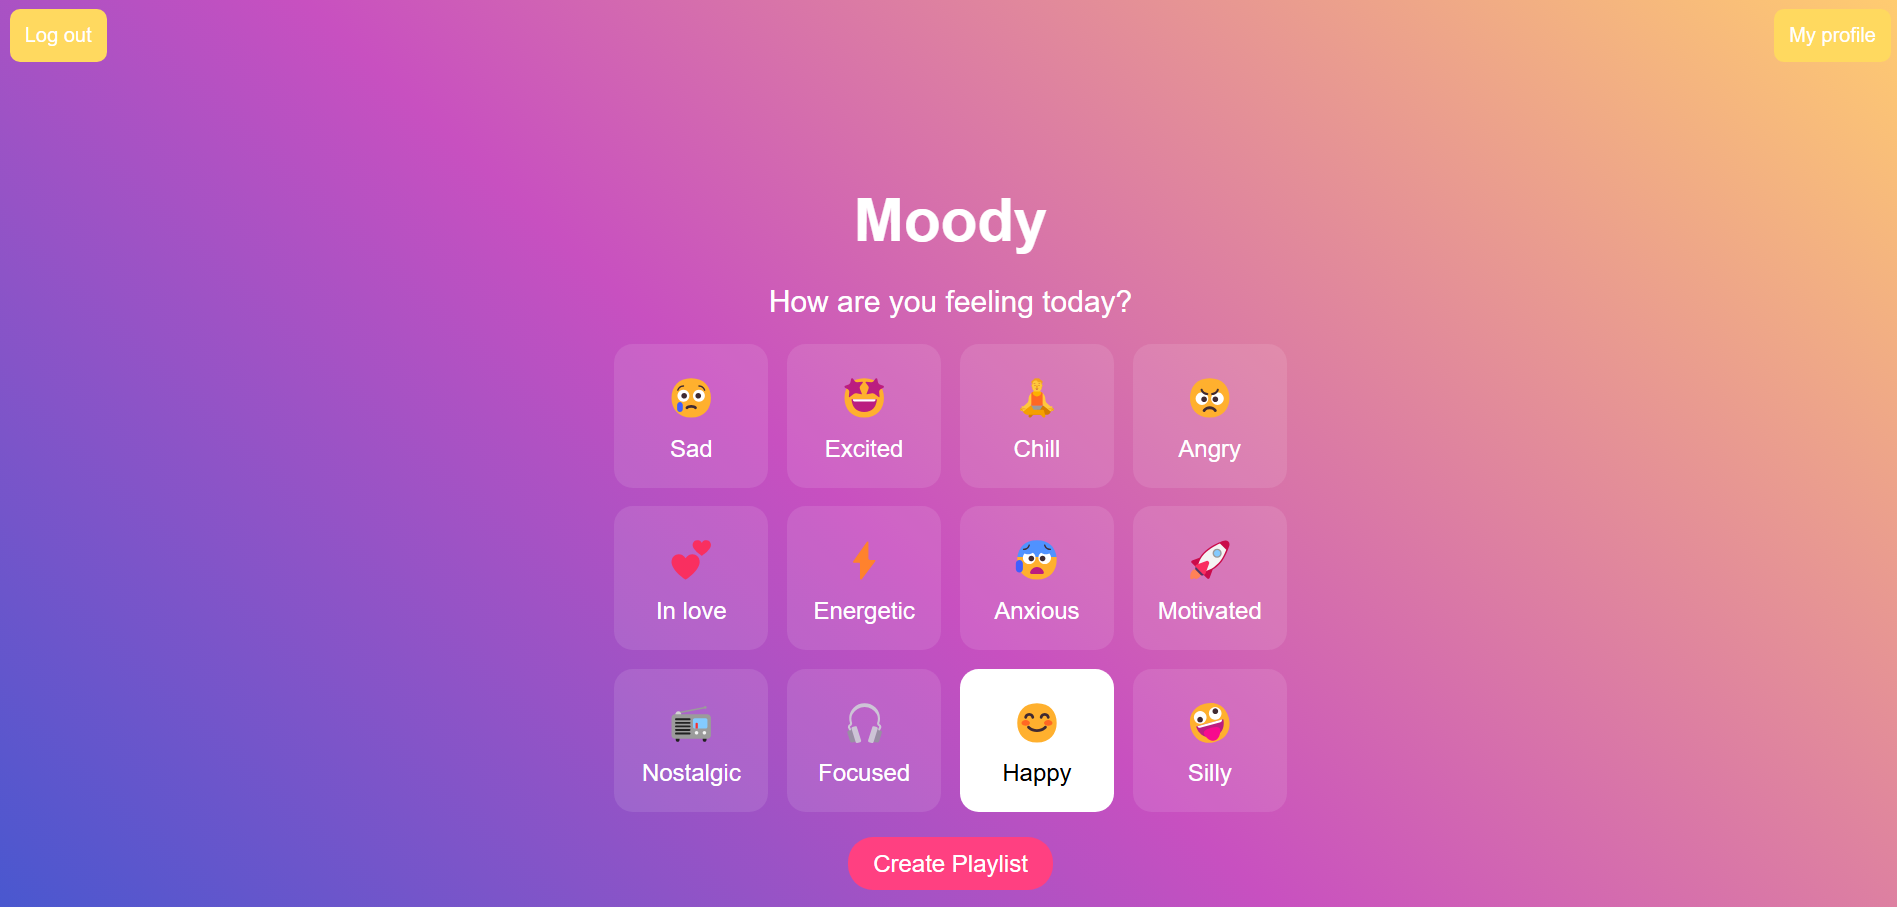 Log out
My profile
Moody
How are you feeling today?
Sad
Excited
Chill
Angry
In love
Energetic
Anxious
Motivated
Nostalgic
Focused
Happy
Silly
Create Playlist